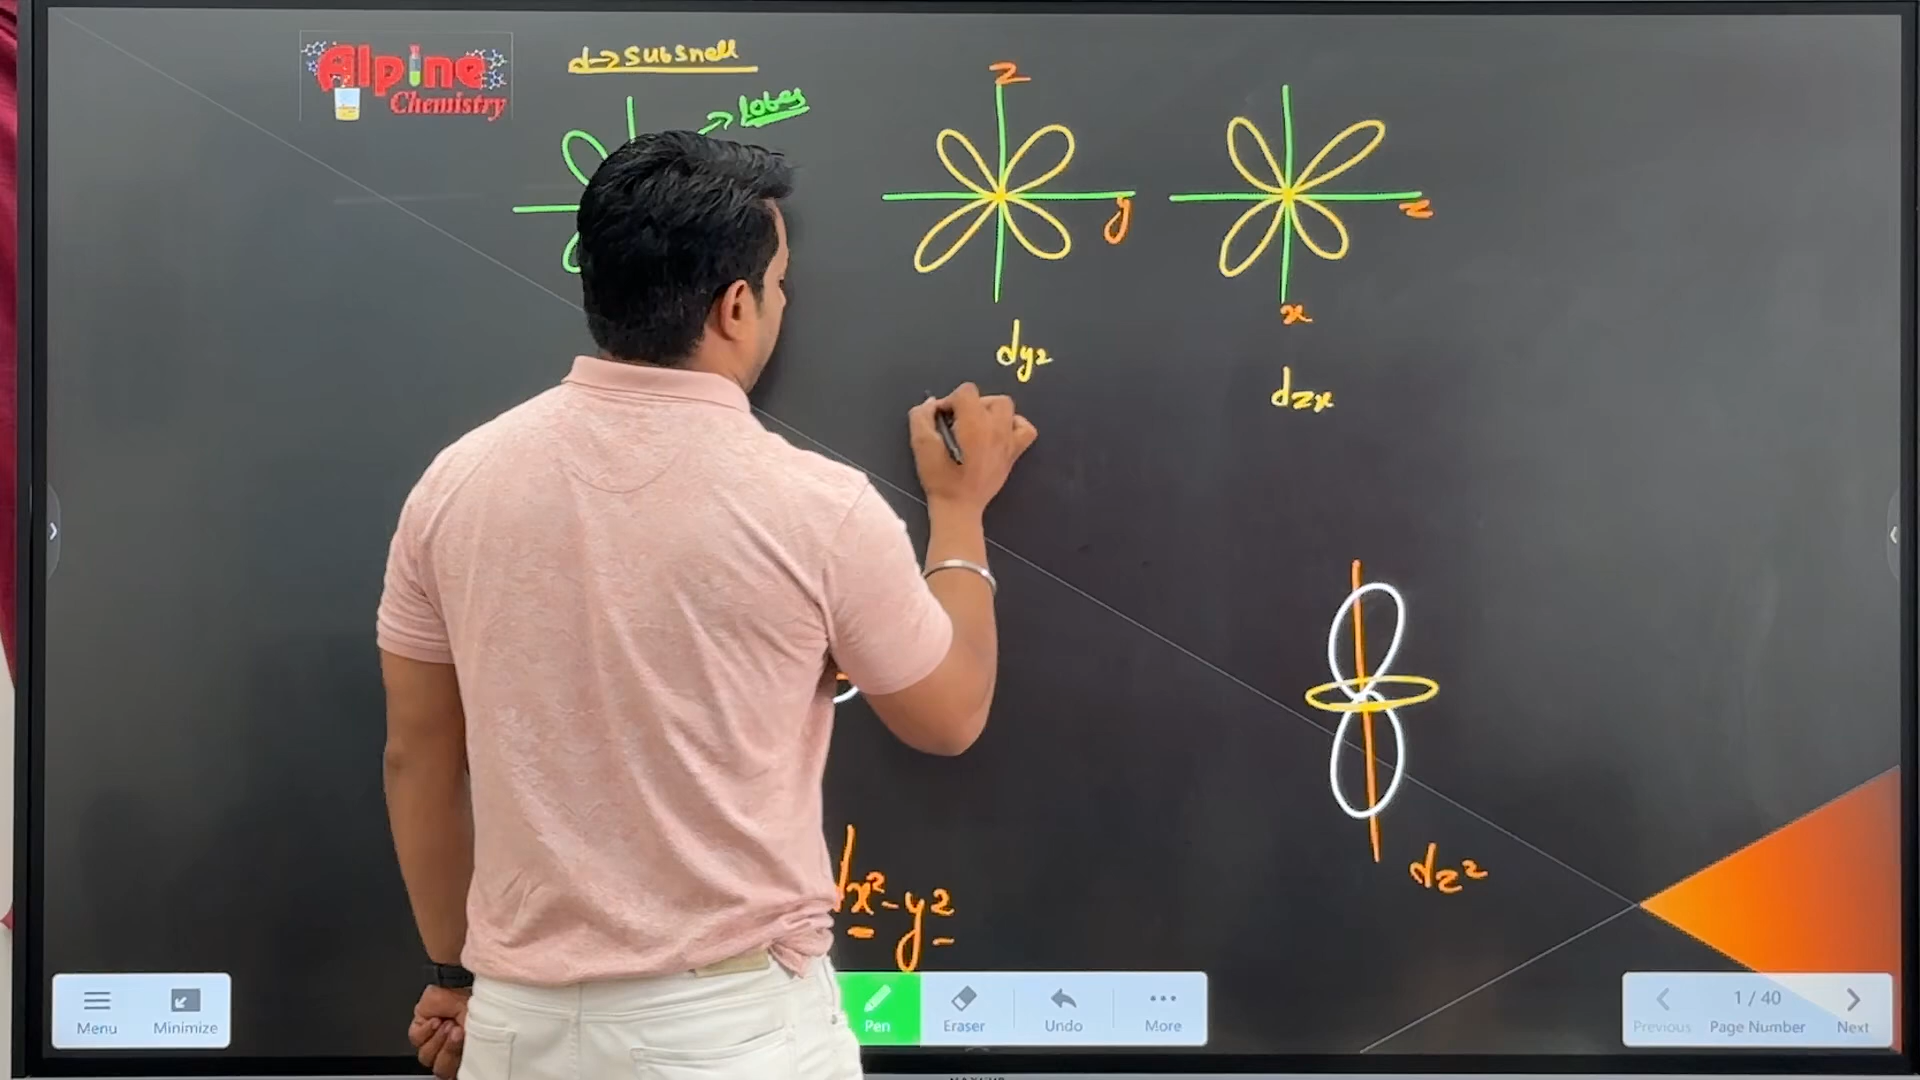 Alpine
Chemistry
d→subshell
→lobes
z
y
z
x
dyz
dzx
dx²-y²
dz²
Menu
Minimize
Pen
Eraser
Undo
More
1 / 40
Previous
Page Number
Next